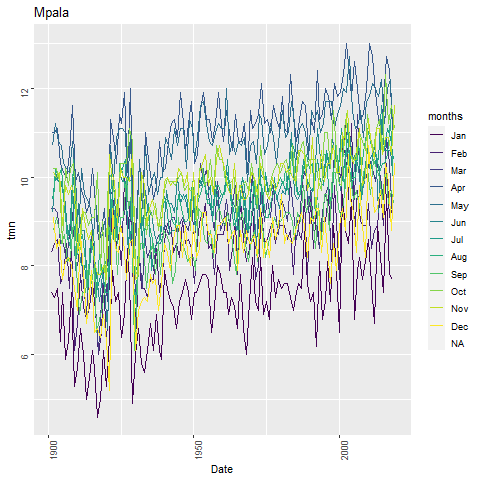 Mpala
12
10
8
6
tmn
1900
1950
2000
Date
months
Jan
Feb
Mar
Apr
May
Jun
Jul
Aug
Sep
Oct
Nov
Dec
NA